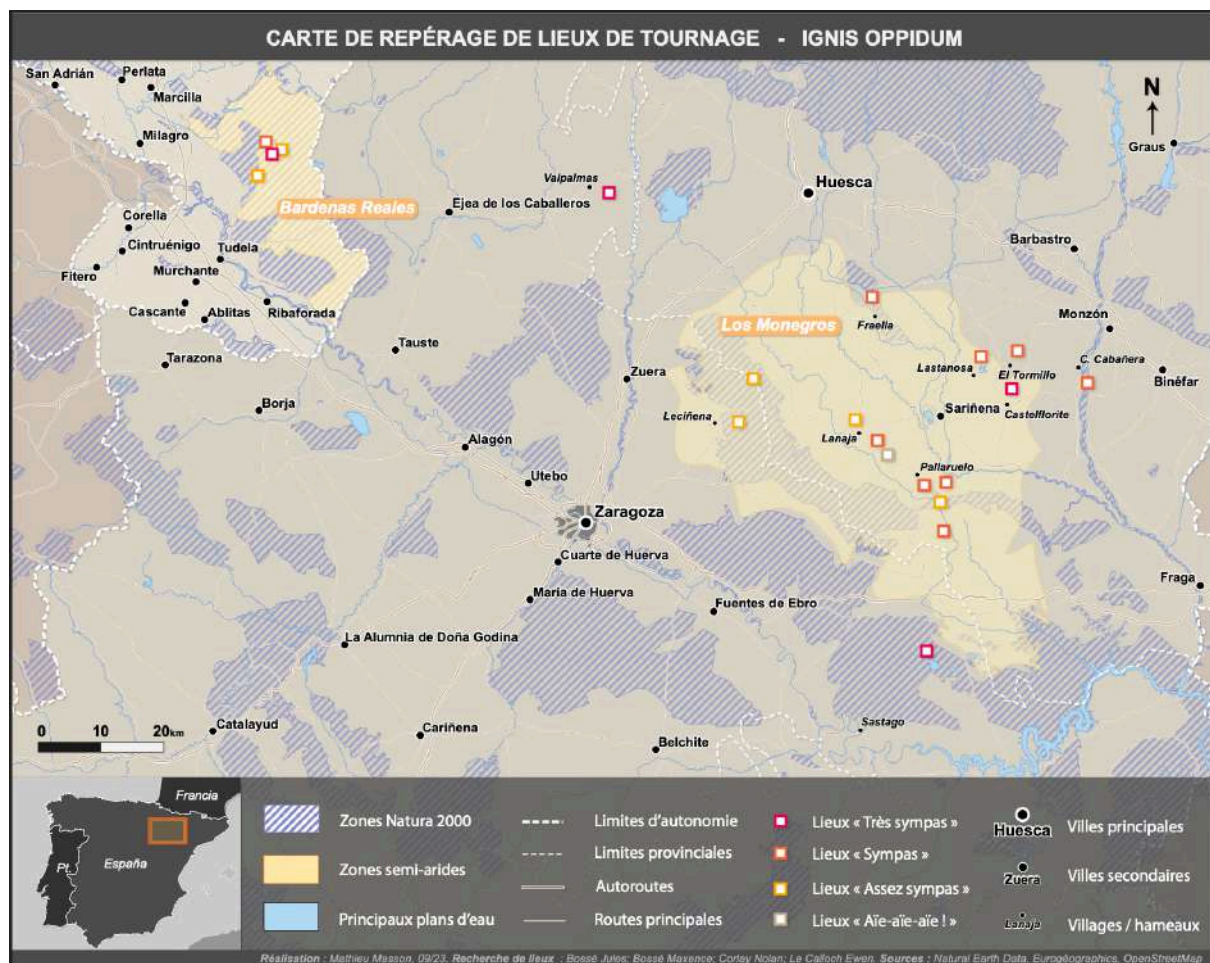 CARTE DE REPÉRAGE DE LIEUX DE TOURNAGE - IGNIS OPPIDUM
San Adrián
Perlata
Marcilla
Milagro
N
Graus
Valpalmas
Huesca
Bardenas Reales
Ejea de los Caballeros
Corella
Cintruénigo
Tudela
Barbastro
Fitero
Murchante
Cascante
Ablitas
Ribaforada
Los Monegros
Fraella
Monzón
Tauste
Tarazona
Zuera
Lastanosa
El Tormillo
C. Cabañera
Binéfar
Borja
Leciñena
Sariñena
Castelflorite
Alagón
Lanaja
Pallaruelo
Utebo
Zaragoza
Cuarte de Huerva
Fraga
María de Huerva
Fuentes de Ebro
La Alumnia de Doña Godina
Catalayud
Cariñena
Sastago
Belchite
0 10 20km
Francia
Pt.
España
Zones Natura 2000
Zones semi-arides
Principaux plans d'eau
Limites d'autonomie
Limites provinciales
Autoroutes
Routes principales
Lieux « Très sympas »
Lieux « Sympas »
Lieux « Assez sympas »
Lieux « Aïe-aïe-aïe ! »
Huesca Villes principales
Zuera Villes secondaires
Lanaja Villages / hameaux
Réalisation : Mathieu Masson, 09/23. Recherche de lieux : Bossé Jules; Bossé Maxence; Corlay Nolan; Le Calloch Ewen. Sources : Natural Earth Data, Eurogéographics, OpenStreetMap